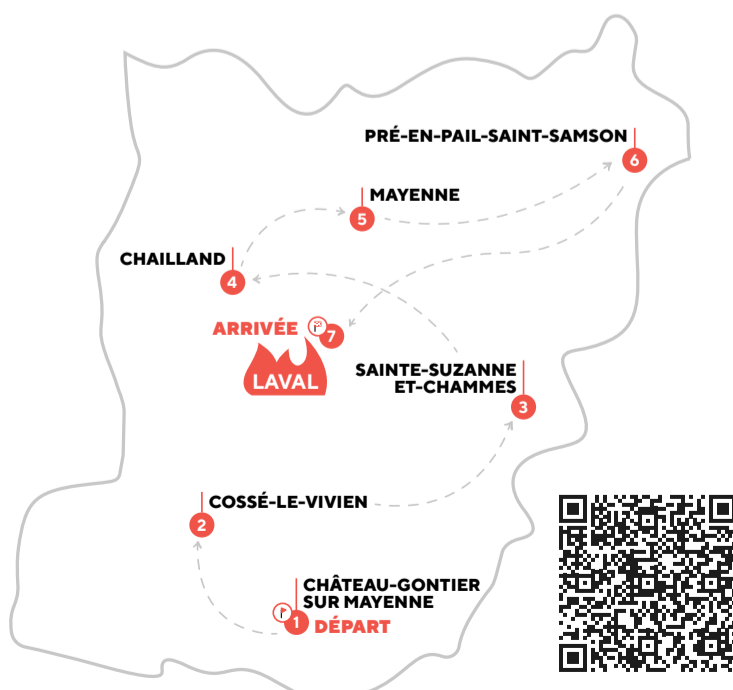 PRÉ-EN-PAIL-SAINT-SAMSON
6
MAYENNE
5
CHAILLAND
4
ARRIVÉE
7
LAVAL
SAINTE-SUZANNE
ET-CHAMMES
3
COSSÉ-LE-VIVIEN
2
CHÂTEAU-GONTIER
SUR MAYENNE
1
DÉPART